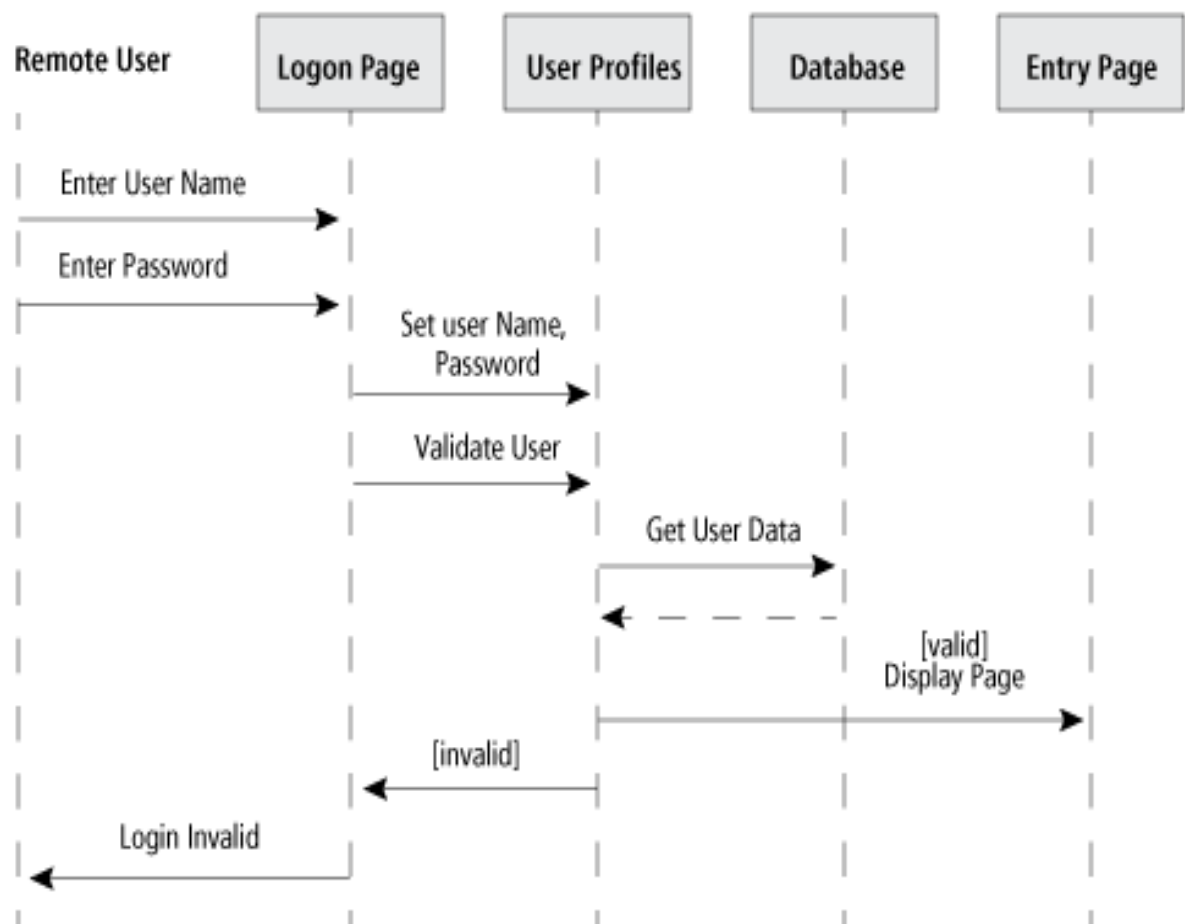 Remote User
Logon Page
User Profiles
Database
Entry Page
Enter User Name
Enter Password
Set user Name,
Password
Validate User
Get User Data
[valid]
Display Page
[invalid]
Login Invalid